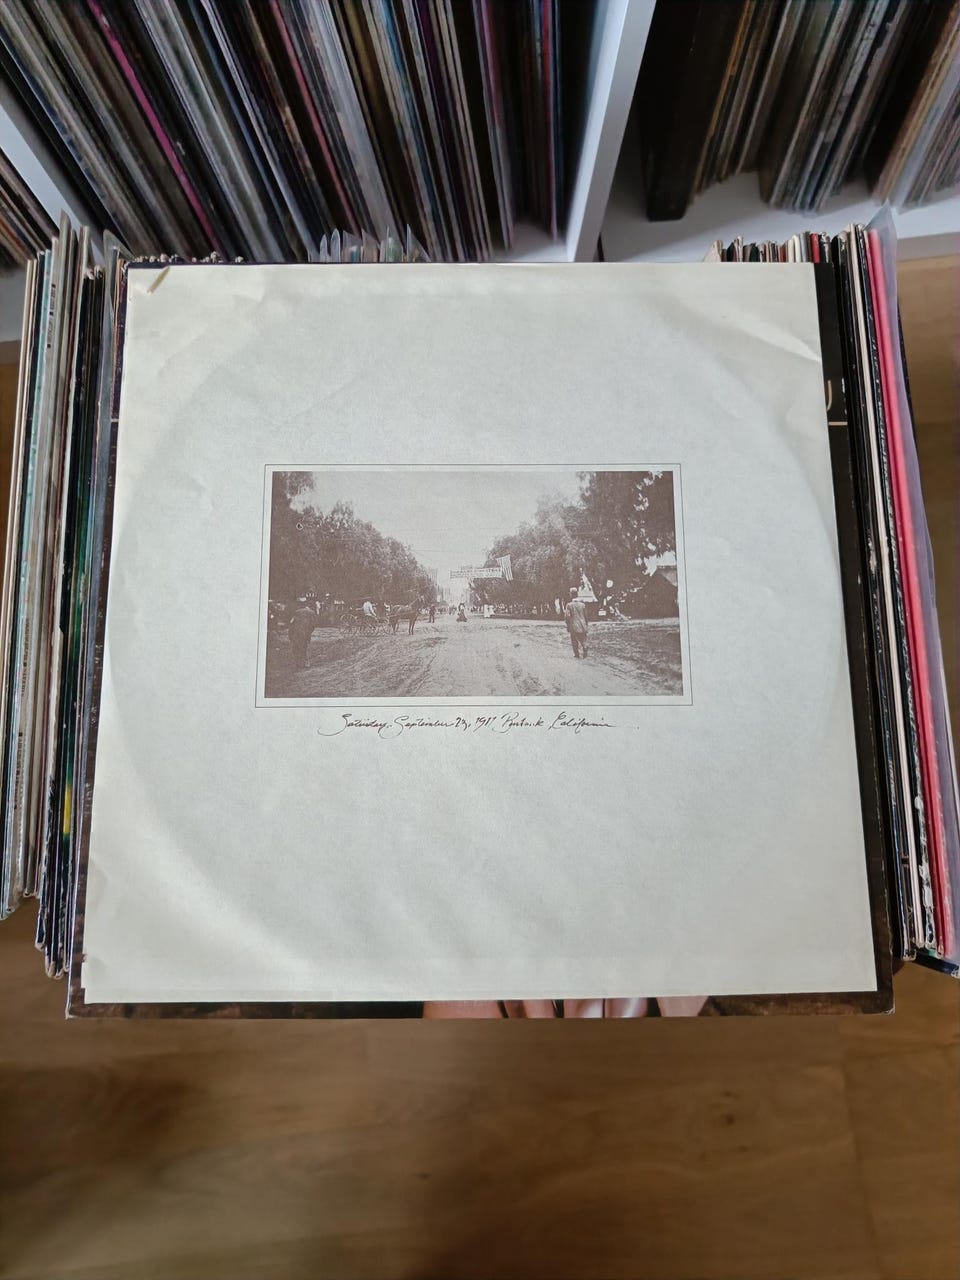 Saturday, September 23, 1911 Burbank California